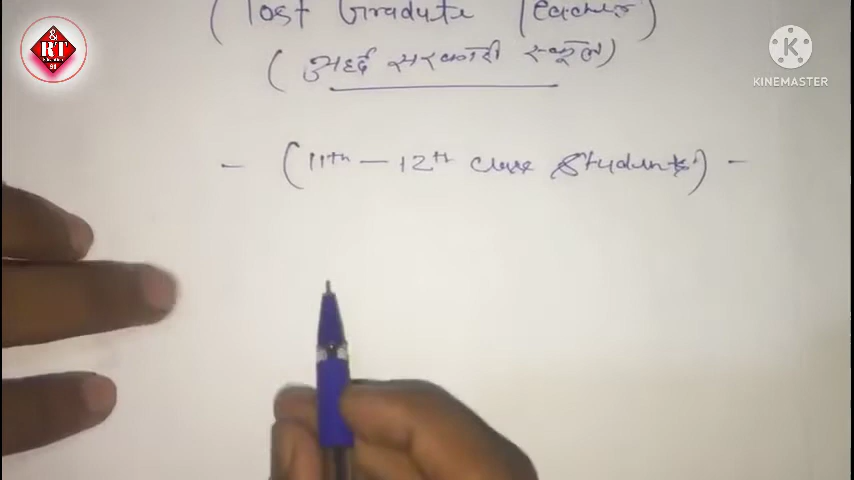 (Post Graduate Teacher)
(अर्द्द सरकारी स्कूल)
- (11th - 12th class Students) -
&
RT
KINEMASTER